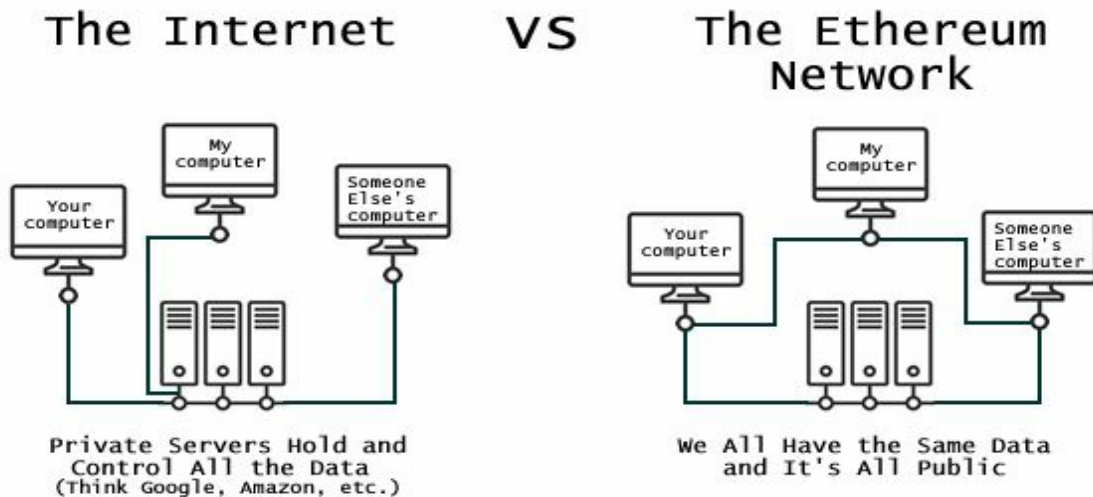 The Internet
VS
The Ethereum
Network
My
computer
Your
computer
Someone
Else's
computer
Private Servers Hold and
Control All the Data
(Think Google, Amazon, etc.)
My
computer
Your
computer
Someone
Else's
computer
We All Have the Same Data
and It's All Public